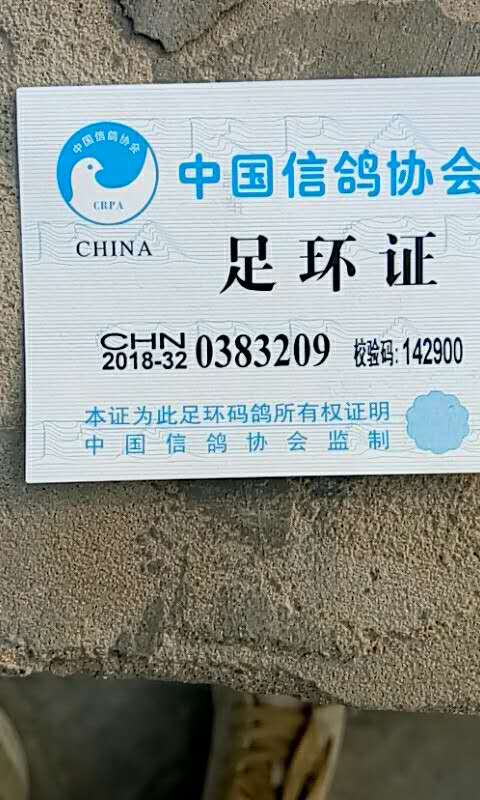 中国信鸽协会
CRPA
CHINA
中国信鸽协会
足环证
CHN
2018-32 0383209 校验码:142900
本证为此足环码鸽所有权证明
中国信鸽协会监制